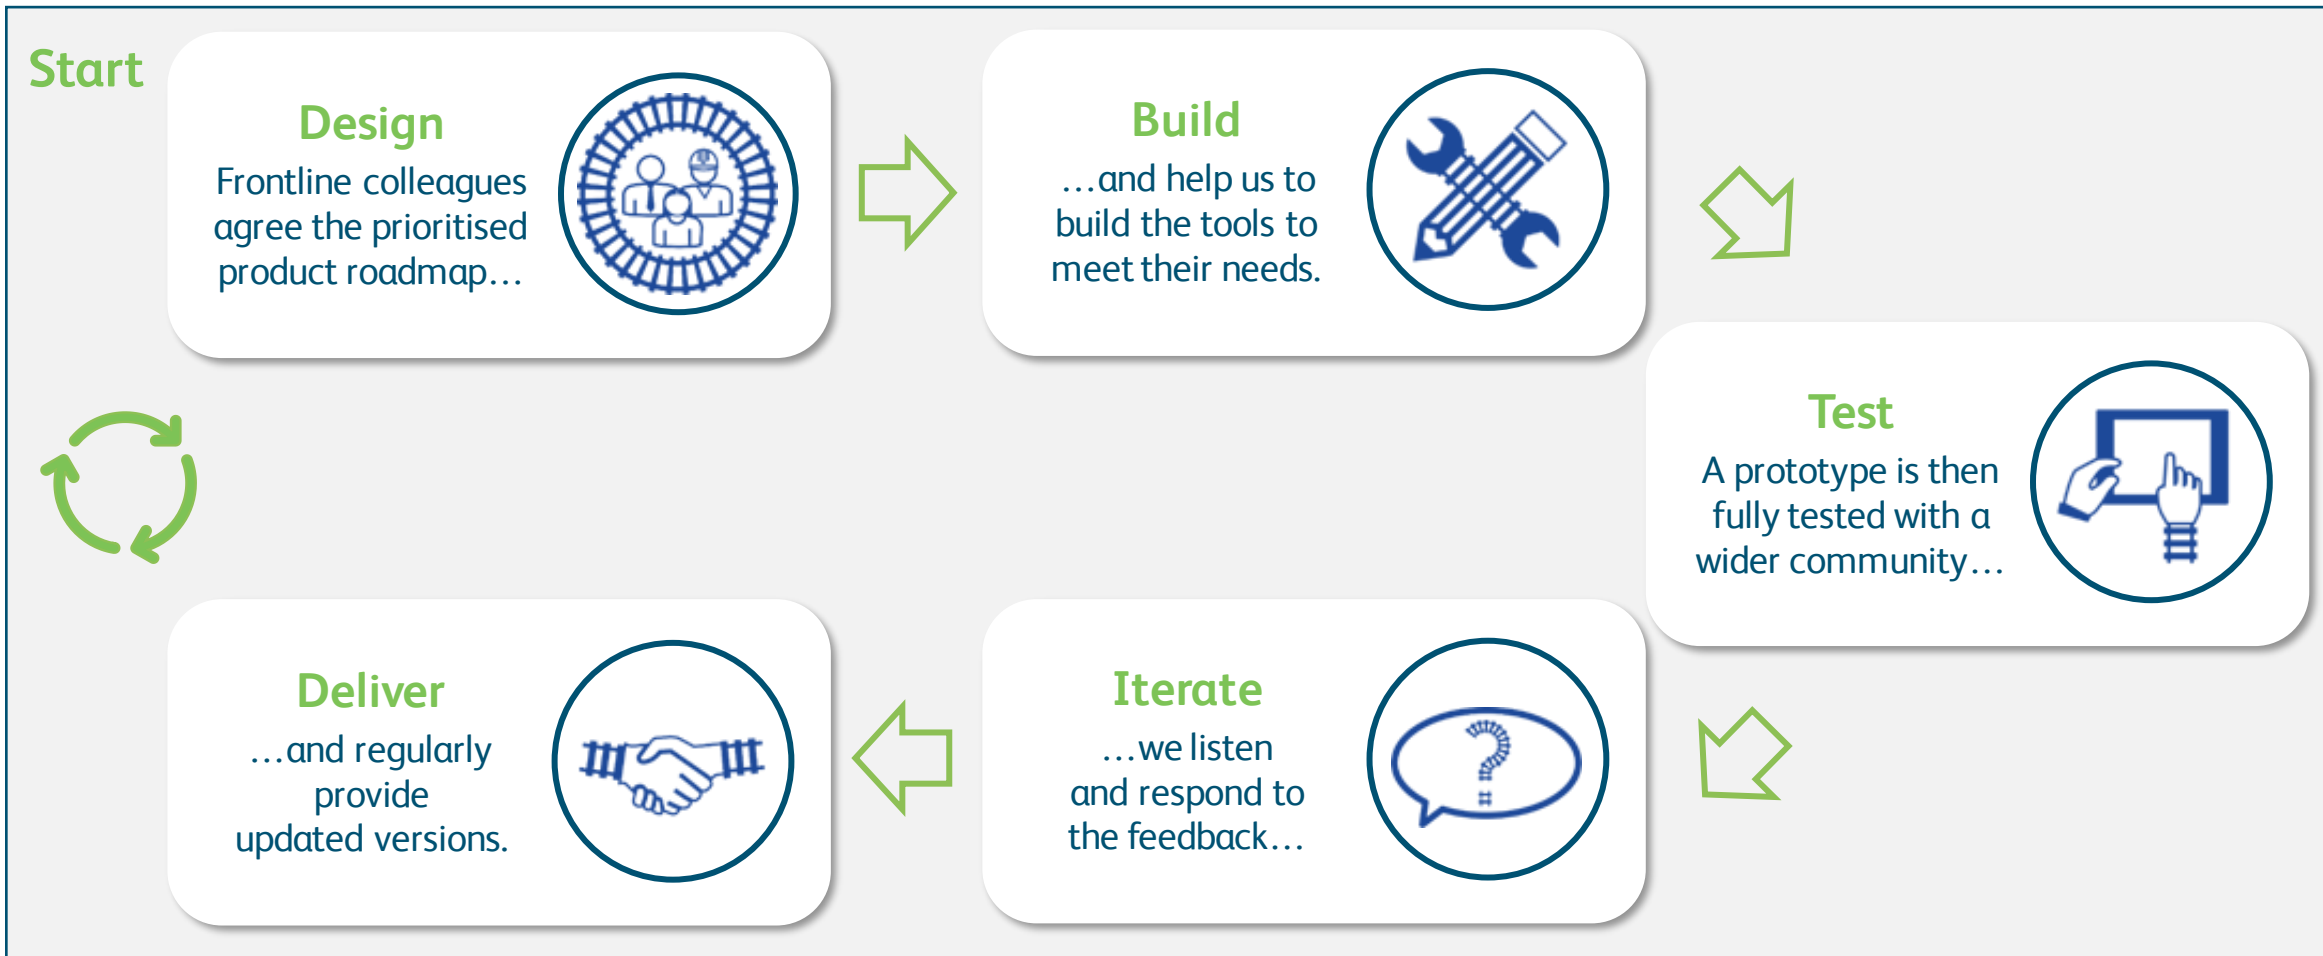 Start
Design
Frontline colleagues
agree the prioritised
product roadmap…
Build
…and help us to
build the tools to
meet their needs.
Test
A prototype is then
fully tested with a
wider community…
Iterate
…we listen
and respond to
the feedback…
?
Deliver
…and regularly
provide
updated versions.